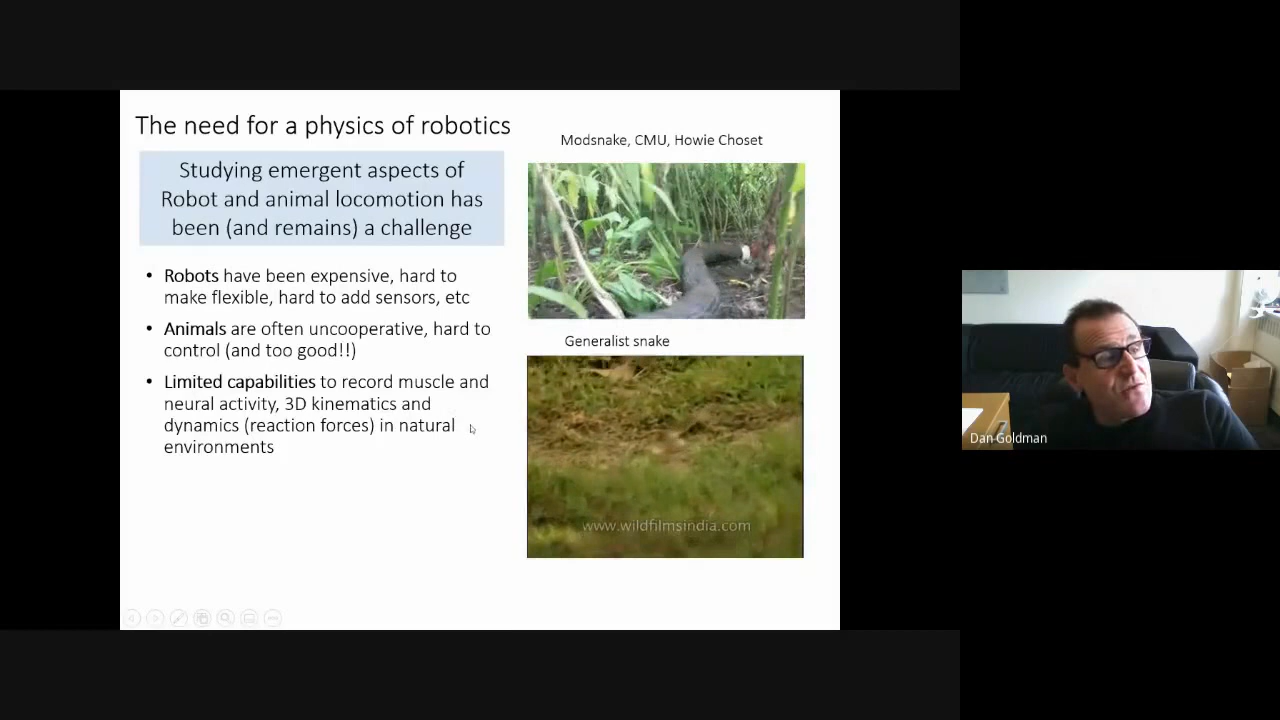 The need for a physics of robotics
Studying emergent aspects of
Robot and animal locomotion has
been (and remains) a challenge
• Robots have been expensive, hard to
make flexible, hard to add sensors, etc
• Animals are often uncooperative, hard to
control (and too good!!)
• Limited capabilities to record muscle and
neural activity, 3D kinematics and
dynamics (reaction forces) in natural
environments
Modsnake, CMU, Howie Choset
Generalist snake
www.wildfilmsindia.com
Dan Goldman